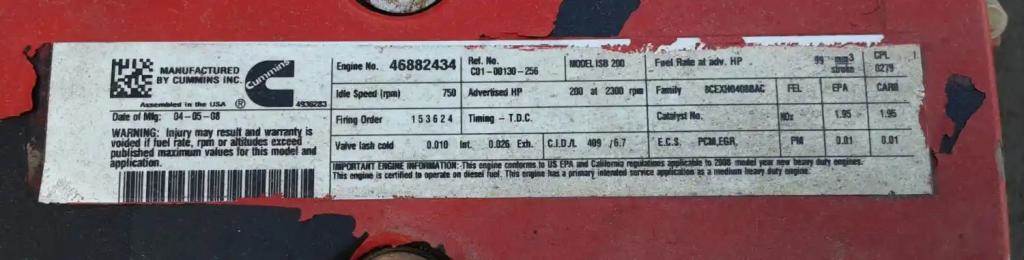 MANUFACTURED
BY CUMMINS INC.
Cummins
®
Assembled in the USA
4936283
Date of Mfg: 04-05-08
WARNING: Injury may result and warranty is
voided if fuel rate, rpm or altitudes exceed
published maximum values for this model and
application.
Engine No. 46882434 Ref. No. C01-00130-256 MODEL ISB 200 Fuel Rate at adv. HP 99 mm3 stroke CPL 0279
Idle Speed (rpm) 750 Advertised HP 200 at 2300 rpm Family 8CEXH0408BAC FEL EPA CARB
Firing Order 153624 Timing - T.D.C. Catalyst No. NOx 1.95 1.95
Valve lash cold 0.010 Int. 0.026 Exh. C.I.D./L 409 /6.7 E.C.S. PCM,EGR, PM 0.01 0.01
IMPORTANT ENGINE INFORMATION: This engine conforms to US EPA and California regulations applicable to 2008 model year new heavy duty engines.
This engine is certified to operate on diesel fuel. This engine has a primary intended service application as a medium heavy duty engine.